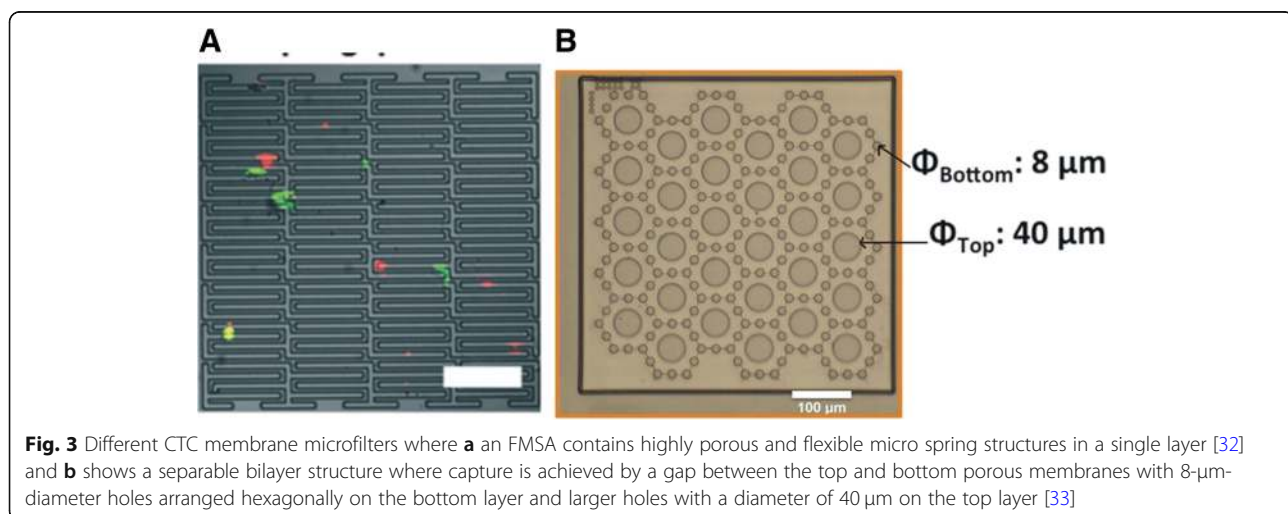 A
B
Φ_Bottom: 8 μm
Φ_Top: 40 μm
100 μm
Fig. 3 Different CTC membrane microfilters where a an FMSA contains highly porous and flexible micro spring structures in a single layer [32]
and b shows a separable bilayer structure where capture is achieved by a gap between the top and bottom porous membranes with 8-μm-
diameter holes arranged hexagonally on the bottom layer and larger holes with a diameter of 40 μm on the top layer [33]